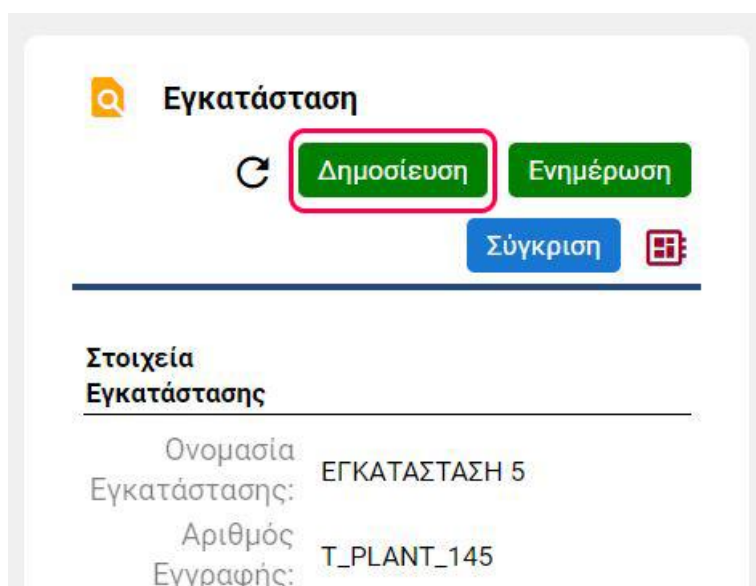 Εγκατάσταση
Δημοσίευση Ενημέρωση
Σύγκριση
Στοιχεία
Εγκατάστασης
Ονομασία
Εγκατάστασης: ΕΓΚΑΤΑΣΤΑΣΗ 5
Αριθμός
Εγγραφής: T_PLANT_145